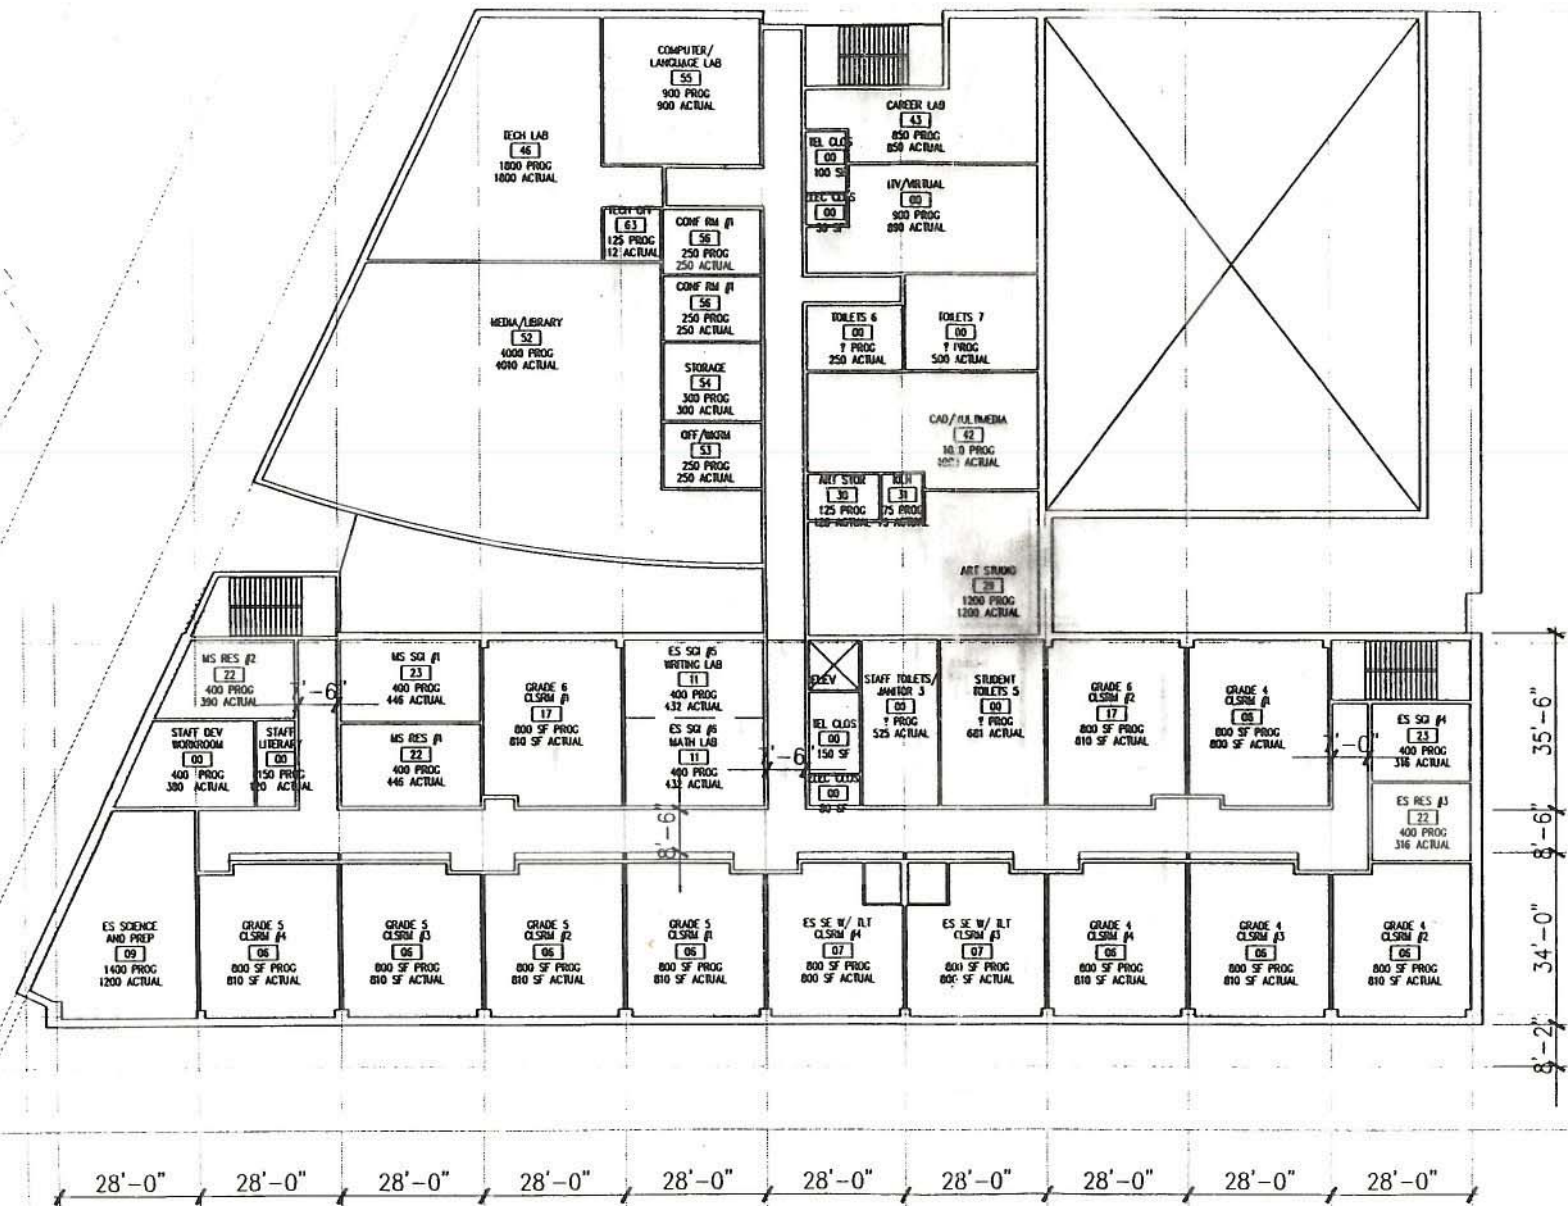 COMPUTER/
LANGUAGE LAB
55
900 PROG
900 ACTUAL
TECH LAB
46
1800 PROG
1800 ACTUAL
CAREER LAB
43
850 PROG
850 ACTUAL
TEL CLOS
00
100 SF
ITV/VIRTUAL
00
900 PROG
890 ACTUAL
ELEC CLOS
00
TECH OFF
63
125 PROG
12 ACTUAL
CONF RM #1
56
250 PROG
250 ACTUAL
CONF RM #1
56
250 PROG
250 ACTUAL
MEDIA/LIBRARY
52
4000 PROG
4010 ACTUAL
TOILETS 6
00
? PROG
250 ACTUAL
TOILETS 7
00
? PROG
500 ACTUAL
STORAGE
54
300 PROG
300 ACTUAL
OFF/WKRM
53
250 PROG
250 ACTUAL
42
ACTUAL
ART STOR
30
125 PROG
KILN
31
75 PROG
ART STUDIO
29
1200 PROG
1200 ACTUAL
MS RES #2
22
400 PROG
390 ACTUAL
'-6"
MS SCI #1
23
400 PROG
446 ACTUAL
GRADE 6
CLSRM #1
17
800 SF PROG
810 SF ACTUAL
ES SCI #5
WRITING LAB
11
400 PROG
432 ACTUAL
ES SCI #6
MATH LAB
11
400 PROG
432 ACTUAL
'-6"
ELEV
STAFF TOILETS/
JANITOR 3
00
? PROG
525 ACTUAL
STUDENT
TOILETS 5
00
? PROG
681 ACTUAL
GRADE 6
CLSRM #2
17
800 SF PROG
810 SF ACTUAL
GRADE 4
CLSRM #1
06
800 SF PROG
800 SF ACTUAL
'-0"
ES SCI #4
23
400 PROG
316 ACTUAL
35'-6"
STAFF DEV
WORKROOM
00
400 PROG
380 ACTUAL
STAFF
LITERARY
00
150 PROG
120 ACTUAL
MS RES #1
22
400 PROG
446 ACTUAL
TEL CLOS
00
150 SF
ELEC CLOS
00
80 SF
ES RES #3
22
400 PROG
316 ACTUAL
8'-6"
8'-6"
ES SCIENCE
AND PREP
09
1400 PROG
1200 ACTUAL
GRADE 5
CLSRM #4
06
800 SF PROG
810 SF ACTUAL
GRADE 5
CLSRM #3
06
800 SF PROG
810 SF ACTUAL
GRADE 5
CLSRM #2
06
800 SF PROG
810 SF ACTUAL
GRADE 5
CLSRM #1
06
800 SF PROG
810 SF ACTUAL
ES SE W/ TLT
CLSRM #4
07
800 SF PROG
800 SF ACTUAL
ES SE W/ TLT
CLSRM #3
07
800 SF PROG
800 SF ACTUAL
GRADE 4
CLSRM #4
06
800 SF PROG
810 SF ACTUAL
GRADE 4
CLSRM #3
06
800 SF PROG
810 SF ACTUAL
GRADE 4
CLSRM #2
06
800 SF PROG
810 SF ACTUAL
34'-0"
8'-2"
28'-0" 28'-0" 28'-0" 28'-0" 28'-0" 28'-0" 28'-0" 28'-0" 28'-0" 28'-0"